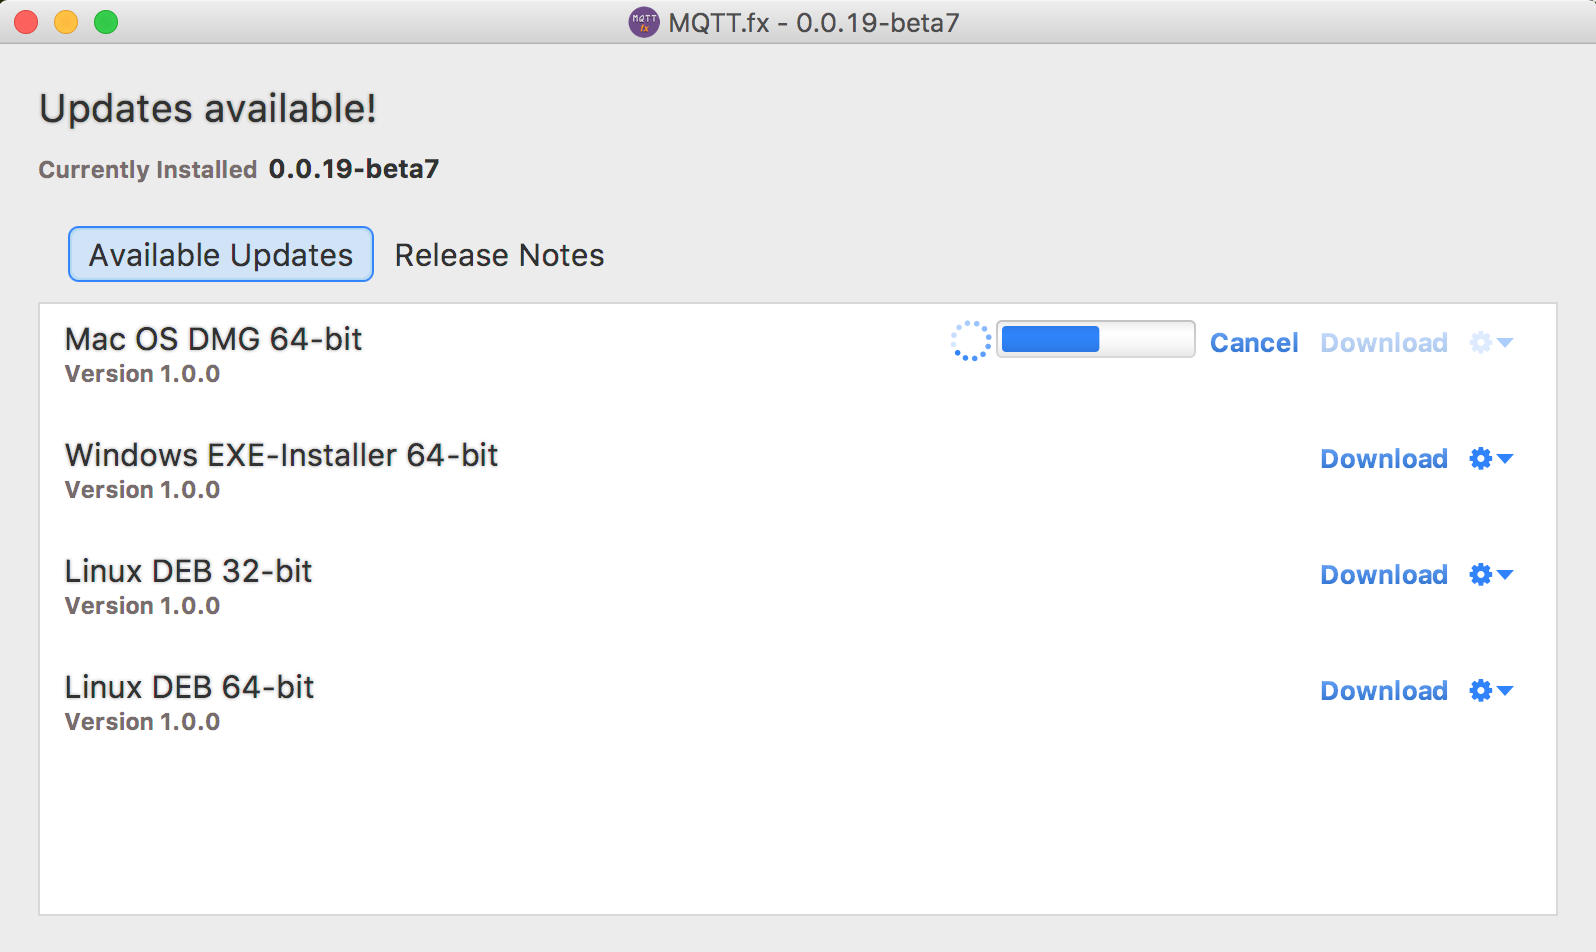 MQTT fx MQTT.fx - 0.0.19-beta7
Updates available!
Currently Installed 0.0.19-beta7
Available Updates Release Notes
Mac OS DMG 64-bit Cancel Download
Version 1.0.0
Windows EXE-Installer 64-bit Download
Version 1.0.0
Linux DEB 32-bit Download
Version 1.0.0
Linux DEB 64-bit Download
Version 1.0.0